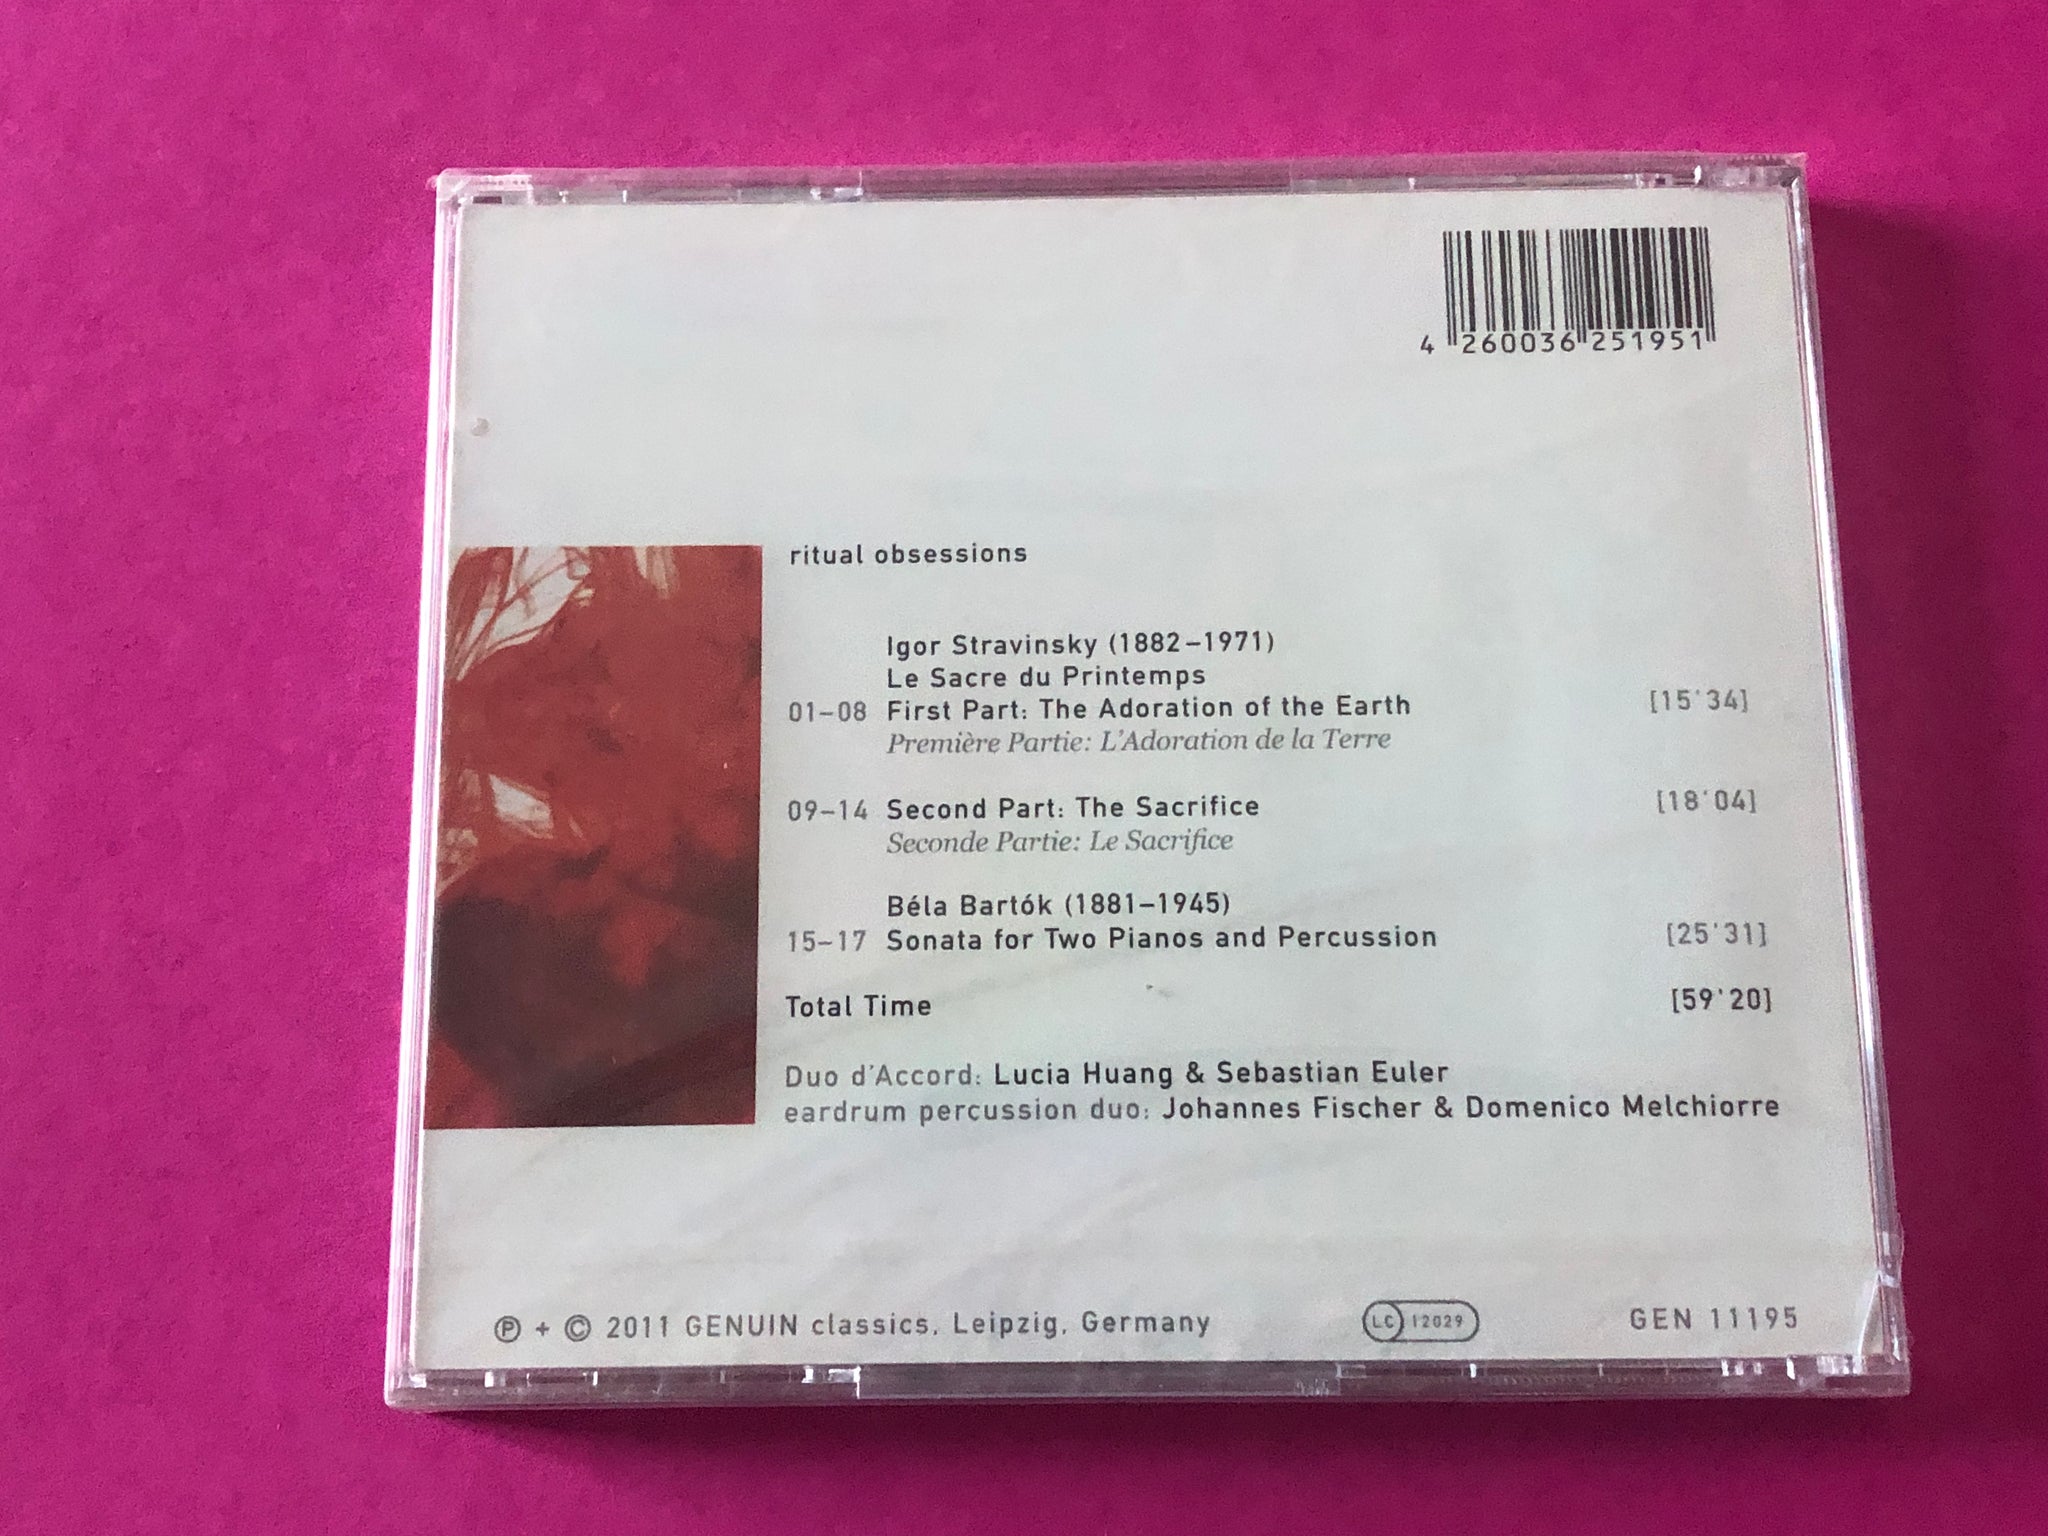 4 260036 251951
ritual obsessions
Igor Stravinsky (1882–1971)
Le Sacre du Printemps
01–08 First Part: The Adoration of the Earth [15'34]
Première Partie: L'Adoration de la Terre
09–14 Second Part: The Sacrifice [18'04]
Seconde Partie: Le Sacrifice
Béla Bartók (1881–1945)
15–17 Sonata for Two Pianos and Percussion [25'31]
Total Time [59'20]
Duo d'Accord: Lucia Huang & Sebastian Euler
eardrum percussion duo: Johannes Fischer & Domenico Melchiorre
℗ + © 2011 GENUIN classics, Leipzig, Germany LC 12029 GEN 11195